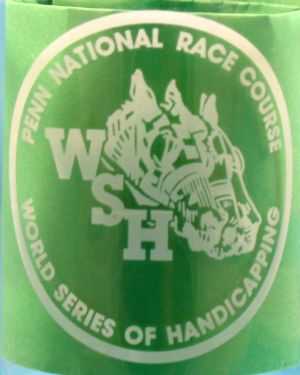 PENN NATIONAL RACE COURSE
W
S
H
WORLD SERIES OF HANDICAPPING